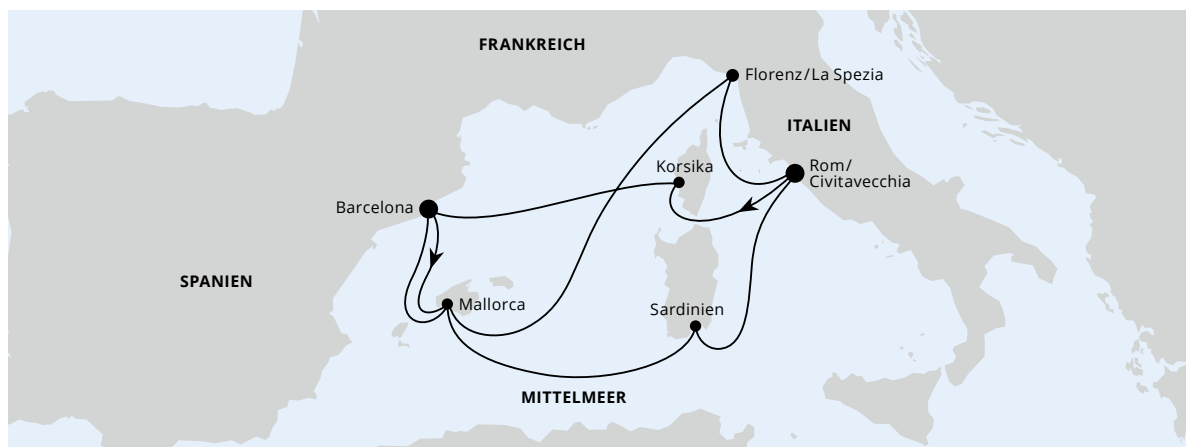 FRANKREICH
Florenz/La Spezia
ITALIEN
Korsika
Rom/
Civitavecchia
Barcelona
SPANIEN
Mallorca
Sardinien
MITTELMEER